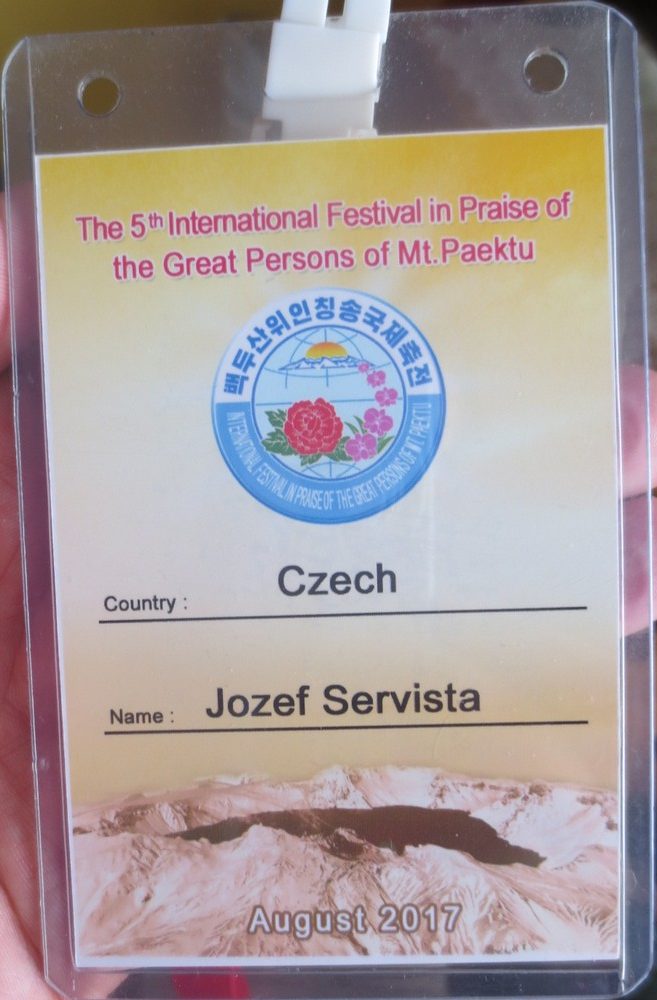 The 5th International Festival in Praise of
the Great Persons of Mt.Paektu
백두산위인칭송국제축전
INTERNATIONAL FESTIVAL IN PRAISE OF THE GREAT PERSONS OF MT PAEKTU
Country : Czech
Name : Jozef Servista
August 2017